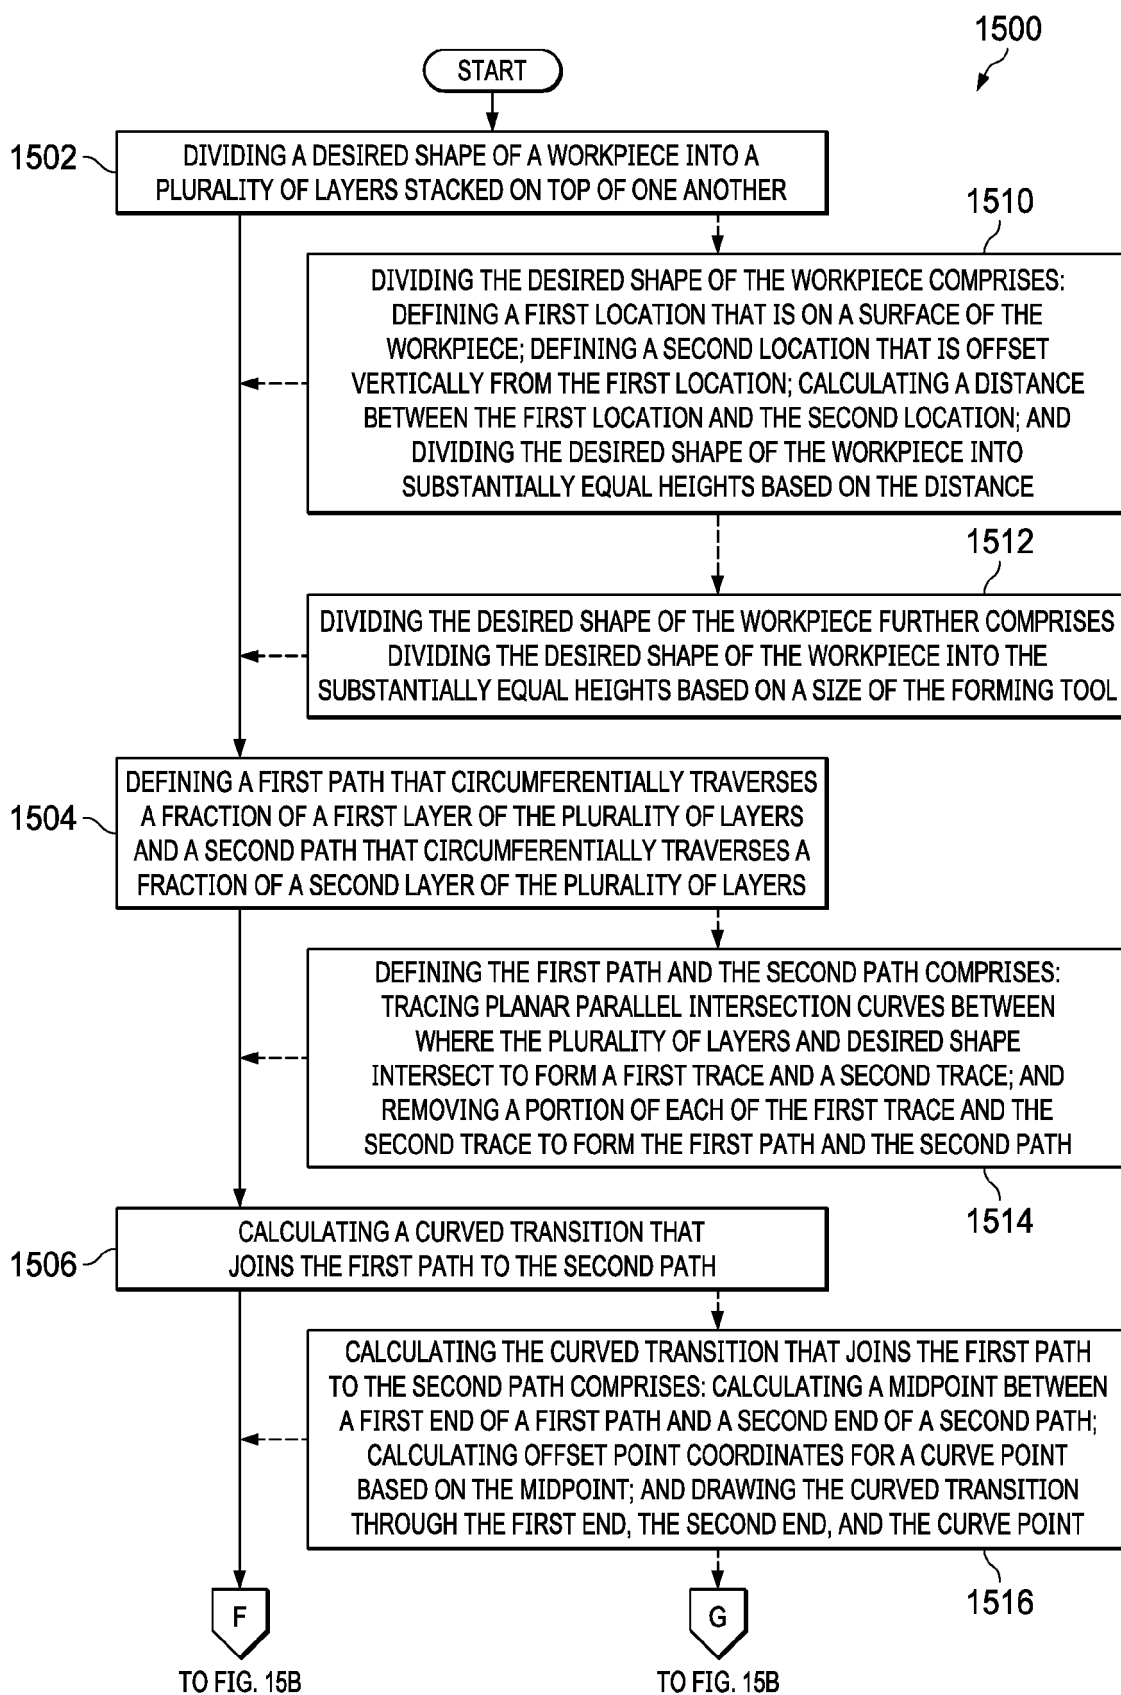 1500
START
1502
DIVIDING A DESIRED SHAPE OF A WORKPIECE INTO A
PLURALITY OF LAYERS STACKED ON TOP OF ONE ANOTHER
1510
DIVIDING THE DESIRED SHAPE OF THE WORKPIECE COMPRISES:
DEFINING A FIRST LOCATION THAT IS ON A SURFACE OF THE
WORKPIECE; DEFINING A SECOND LOCATION THAT IS OFFSET
VERTICALLY FROM THE FIRST LOCATION; CALCULATING A DISTANCE
BETWEEN THE FIRST LOCATION AND THE SECOND LOCATION; AND
DIVIDING THE DESIRED SHAPE OF THE WORKPIECE INTO
SUBSTANTIALLY EQUAL HEIGHTS BASED ON THE DISTANCE
1512
DIVIDING THE DESIRED SHAPE OF THE WORKPIECE FURTHER COMPRISES
DIVIDING THE DESIRED SHAPE OF THE WORKPIECE INTO THE
SUBSTANTIALLY EQUAL HEIGHTS BASED ON A SIZE OF THE FORMING TOOL
1504
DEFINING A FIRST PATH THAT CIRCUMFERENTIALLY TRAVERSES
A FRACTION OF A FIRST LAYER OF THE PLURALITY OF LAYERS
AND A SECOND PATH THAT CIRCUMFERENTIALLY TRAVERSES A
FRACTION OF A SECOND LAYER OF THE PLURALITY OF LAYERS
DEFINING THE FIRST PATH AND THE SECOND PATH COMPRISES:
TRACING PLANAR PARALLEL INTERSECTION CURVES BETWEEN
WHERE THE PLURALITY OF LAYERS AND DESIRED SHAPE
INTERSECT TO FORM A FIRST TRACE AND A SECOND TRACE; AND
REMOVING A PORTION OF EACH OF THE FIRST TRACE AND THE
SECOND TRACE TO FORM THE FIRST PATH AND THE SECOND PATH
1514
1506
CALCULATING A CURVED TRANSITION THAT
JOINS THE FIRST PATH TO THE SECOND PATH
CALCULATING THE CURVED TRANSITION THAT JOINS THE FIRST PATH
TO THE SECOND PATH COMPRISES: CALCULATING A MIDPOINT BETWEEN
A FIRST END OF A FIRST PATH AND A SECOND END OF A SECOND PATH;
CALCULATING OFFSET POINT COORDINATES FOR A CURVE POINT
BASED ON THE MIDPOINT; AND DRAWING THE CURVED TRANSITION
THROUGH THE FIRST END, THE SECOND END, AND THE CURVE POINT
1516
F
G
TO FIG. 15B
TO FIG. 15B